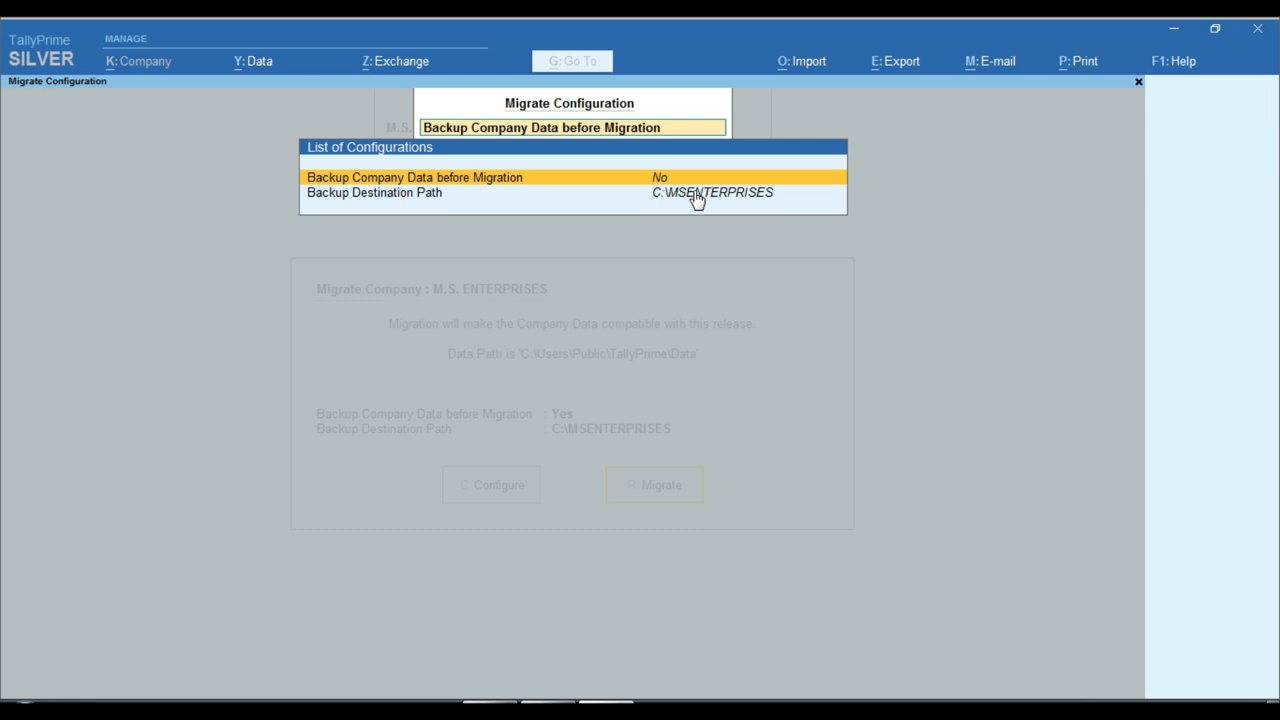 TallyPrime
SILVER
MANAGE
K: Company
Y: Data
Z: Exchange
G: Go To
O: Import
E: Export
M: E-mail
P: Print
F1: Help
Migrate Configuration
Migrate Configuration
M.S.
Backup Company Data before Migration
List of Configurations
Backup Company Data before Migration No
Backup Destination Path C:\MSENTERPRISES
Migrate Company : M.S. ENTERPRISES
Migration will make the Company Data compatible with this release.
Data Path is 'C:\Users\Public\TallyPrime\Data'
Backup Company Data before Migration : Yes
Backup Destination Path : C:\MSENTERPRISES
C: Configure
R: Migrate